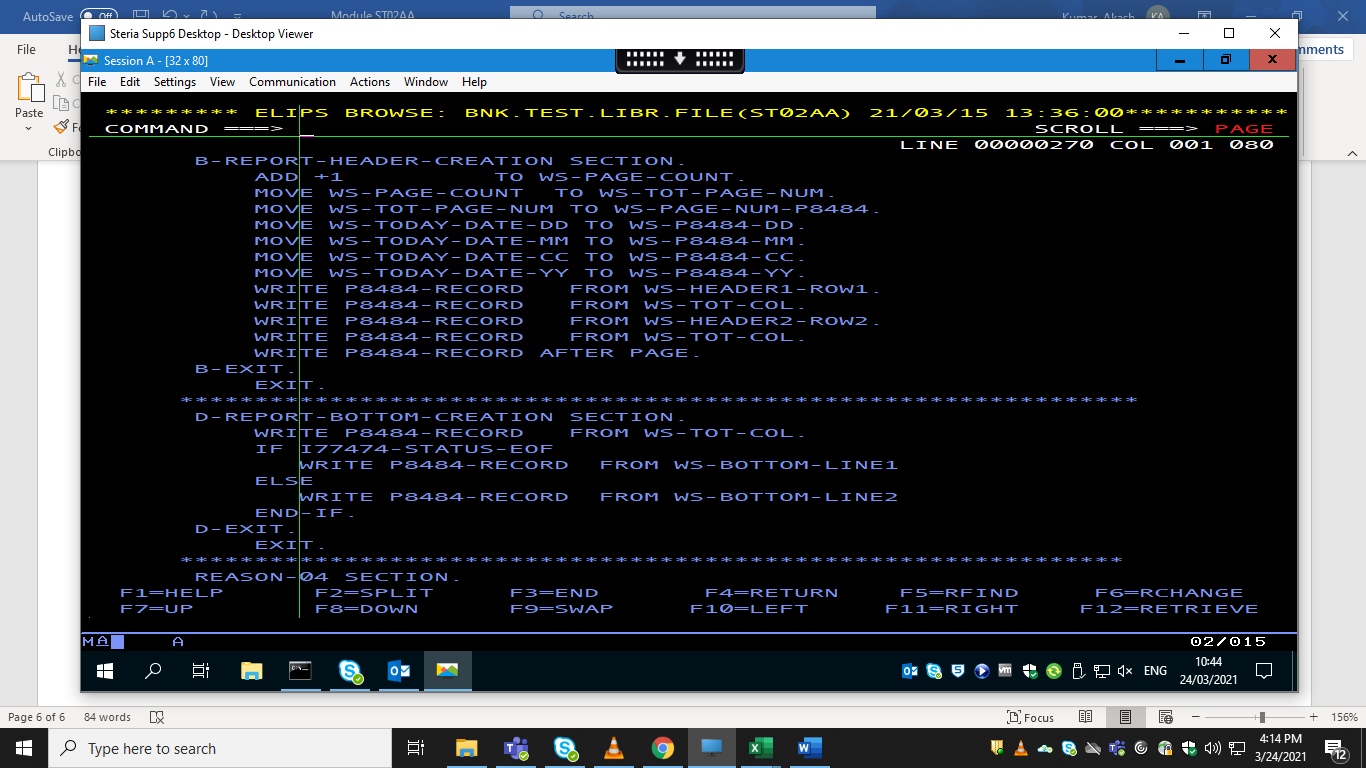 AutoSave Off Module ST02AA Search Kumar, Akash KA
File
Paste
Steria Supp6 Desktop - Desktop Viewer
Session A - [32 x 80]
File Edit Settings View Communication Actions Window Help
********* ELIPS BROWSE: BNK.TEST.LIBR.FILE(ST02AA) 21/03/15 13:36:00***********
COMMAND ===> SCROLL ===> PAGE
LINE 00000270 COL 001 080
B-REPORT-HEADER-CREATION SECTION.
ADD +1 TO WS-PAGE-COUNT.
MOVE WS-PAGE-COUNT TO WS-TOT-PAGE-NUM.
MOVE WS-TOT-PAGE-NUM TO WS-PAGE-NUM-P8484.
MOVE WS-TODAY-DATE-DD TO WS-P8484-DD.
MOVE WS-TODAY-DATE-MM TO WS-P8484-MM.
MOVE WS-TODAY-DATE-CC TO WS-P8484-CC.
MOVE WS-TODAY-DATE-YY TO WS-P8484-YY.
WRITE P8484-RECORD FROM WS-HEADER1-ROW1.
WRITE P8484-RECORD FROM WS-TOT-COL.
WRITE P8484-RECORD FROM WS-HEADER2-ROW2.
WRITE P8484-RECORD FROM WS-TOT-COL.
WRITE P8484-RECORD AFTER PAGE.
B-EXIT.
EXIT.
****************************************************************
D-REPORT-BOTTOM-CREATION SECTION.
WRITE P8484-RECORD FROM WS-TOT-COL.
IF I77474-STATUS-EOF
WRITE P8484-RECORD FROM WS-BOTTOM-LINE1
ELSE
WRITE P8484-RECORD FROM WS-BOTTOM-LINE2
END-IF.
D-EXIT.
EXIT.
***************************************************************
REASON-04 SECTION.
F1=HELP F2=SPLIT F3=END F4=RETURN F5=RFIND F6=RCHANGE
F7=UP F8=DOWN F9=SWAP F10=LEFT F11=RIGHT F12=RETRIEVE
MA A 02/015
ENG 10:44
24/03/2021
Page 6 of 6 84 words Focus 156%
Type here to search
4:14 PM
3/24/2021
12